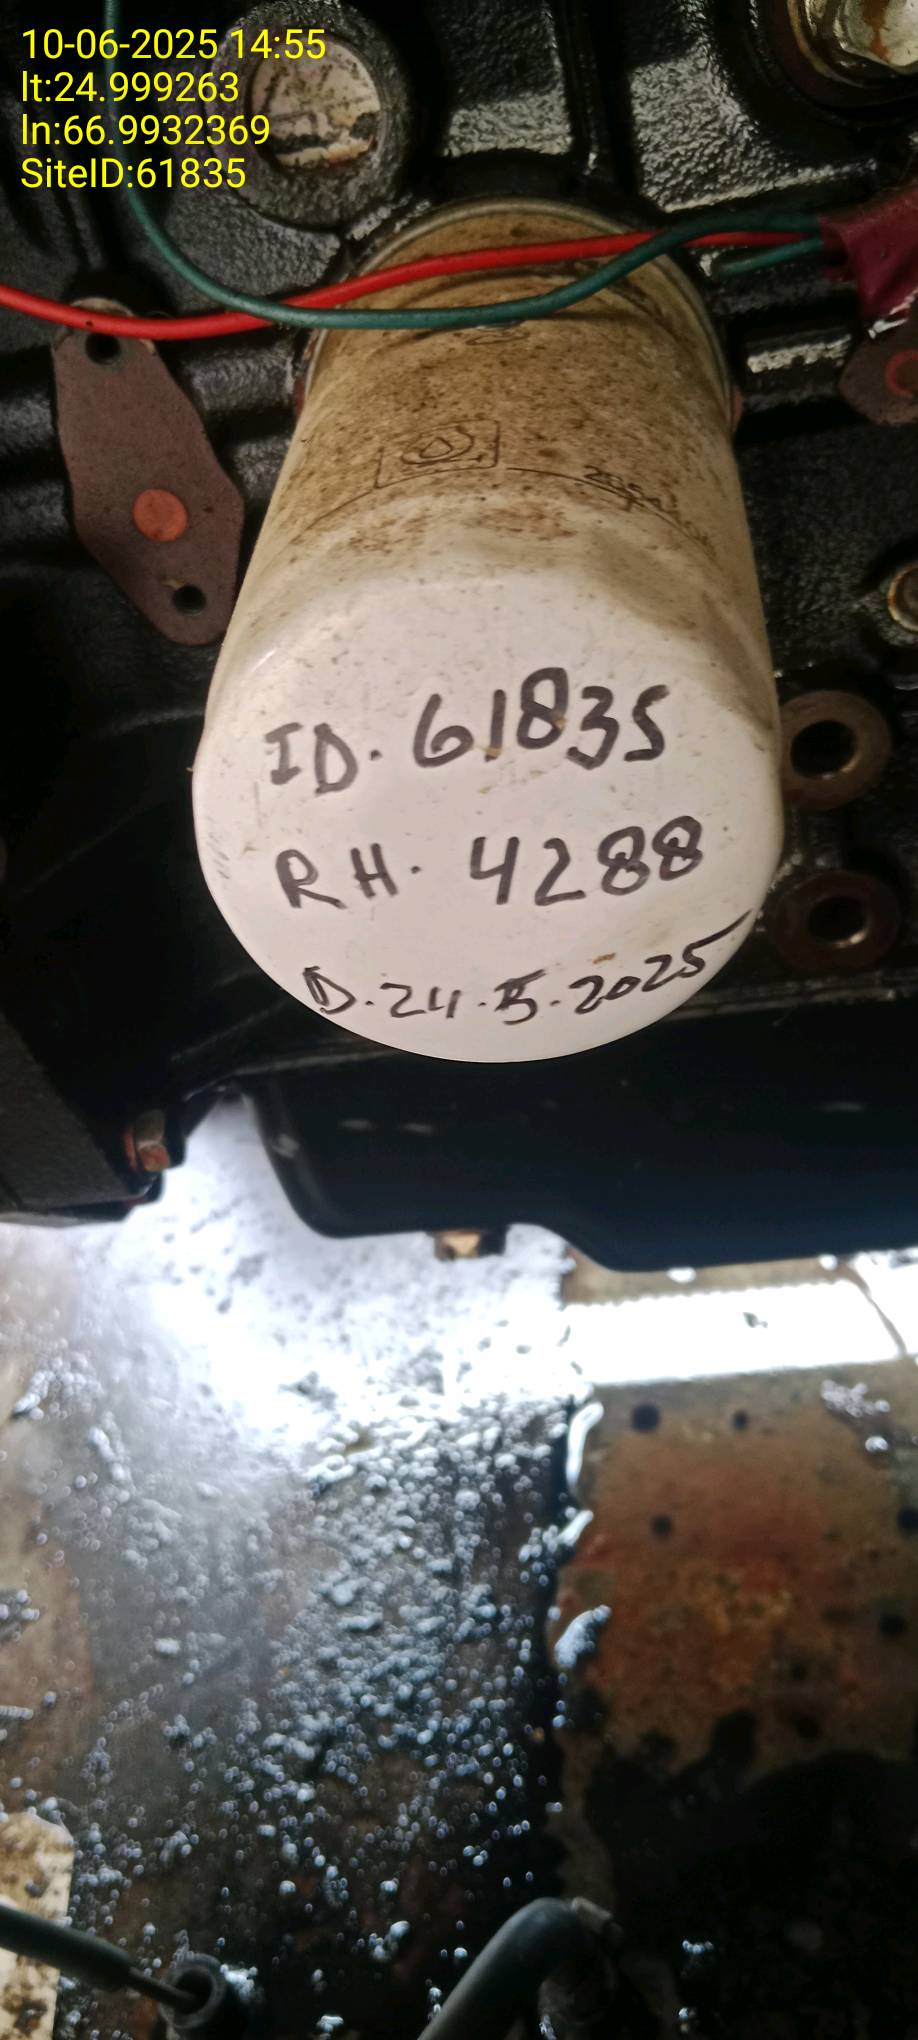 10-06-2025 14:55
lt:24.999263
ln:66.9932369
SiteID:61835
ID. 61835
RH. 4288
D. 24.5.2025